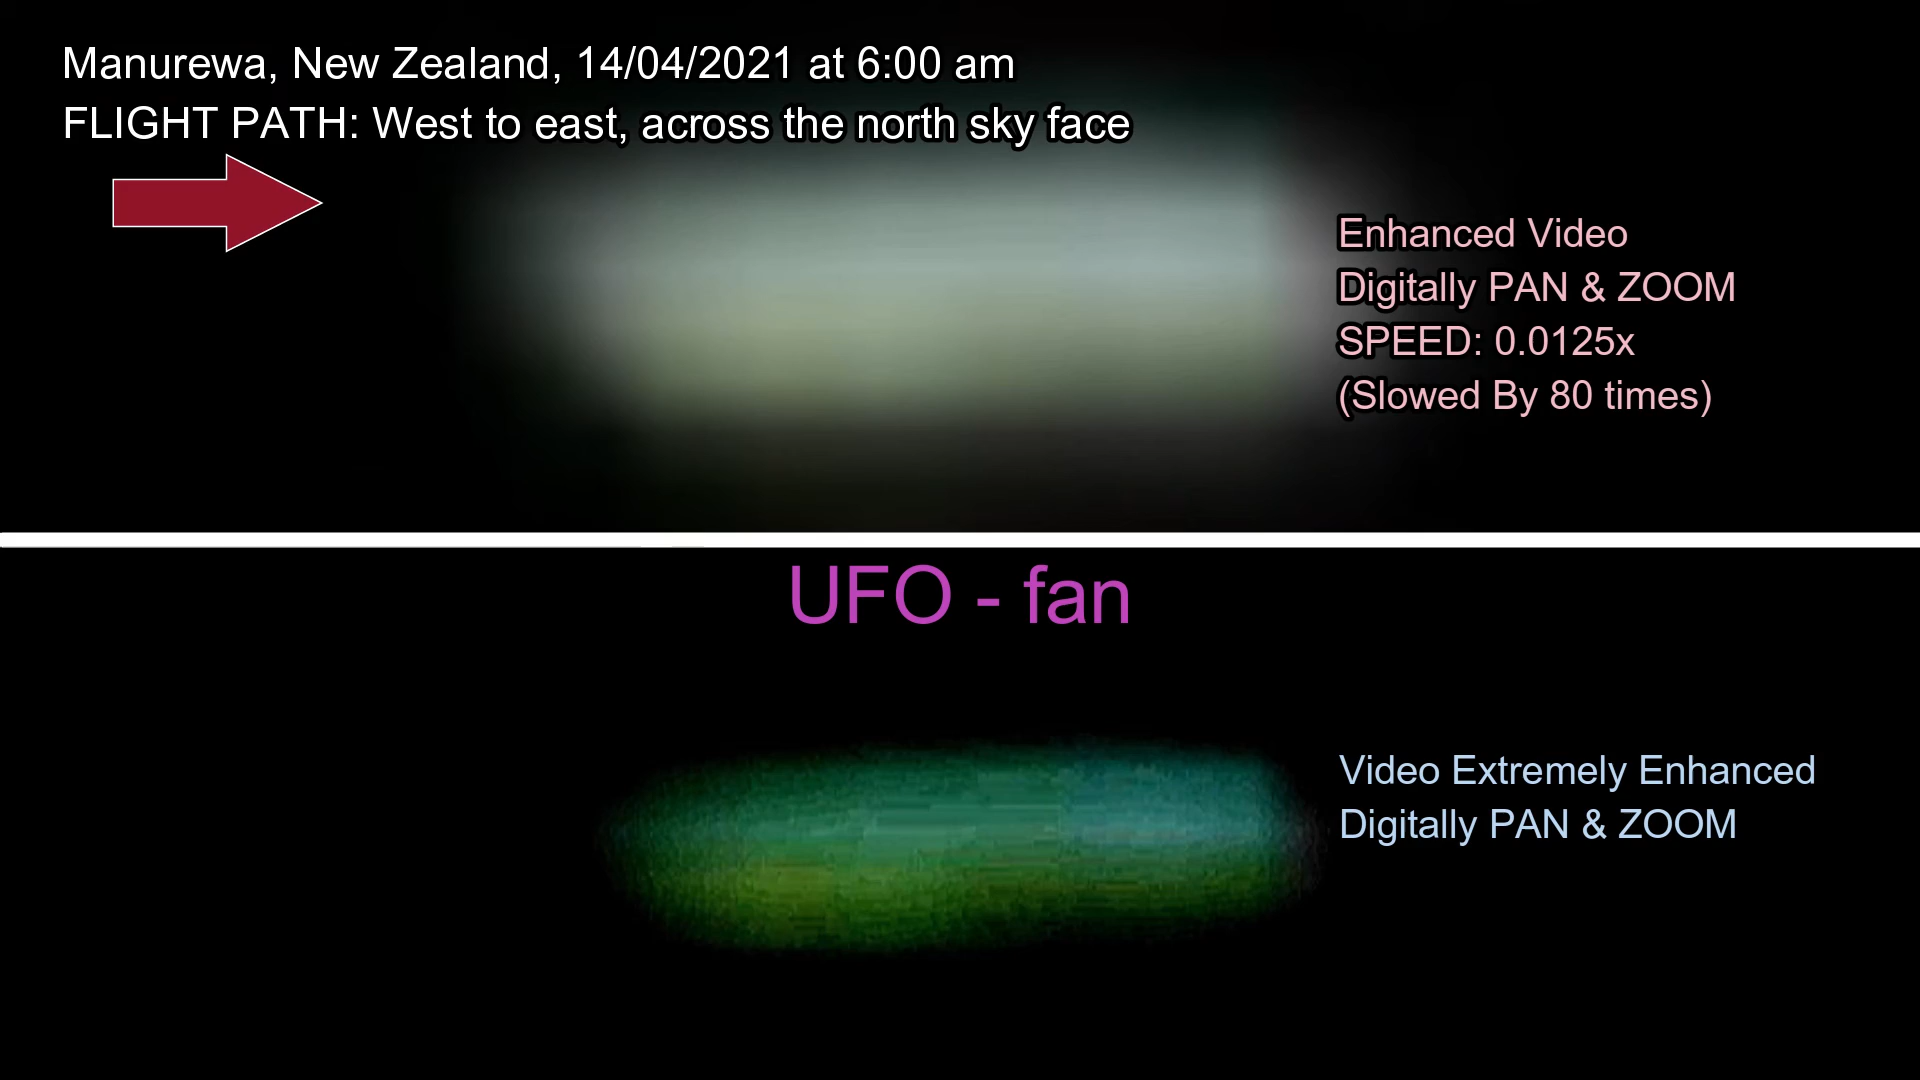 Manurewa, New Zealand, 14/04/2021 at 6:00 am
FLIGHT PATH: West to east, across the north sky face
Enhanced Video
Digitally PAN & ZOOM
SPEED: 0.0125x
(Slowed By 80 times)
UFO - fan
Video Extremely Enhanced
Digitally PAN & ZOOM